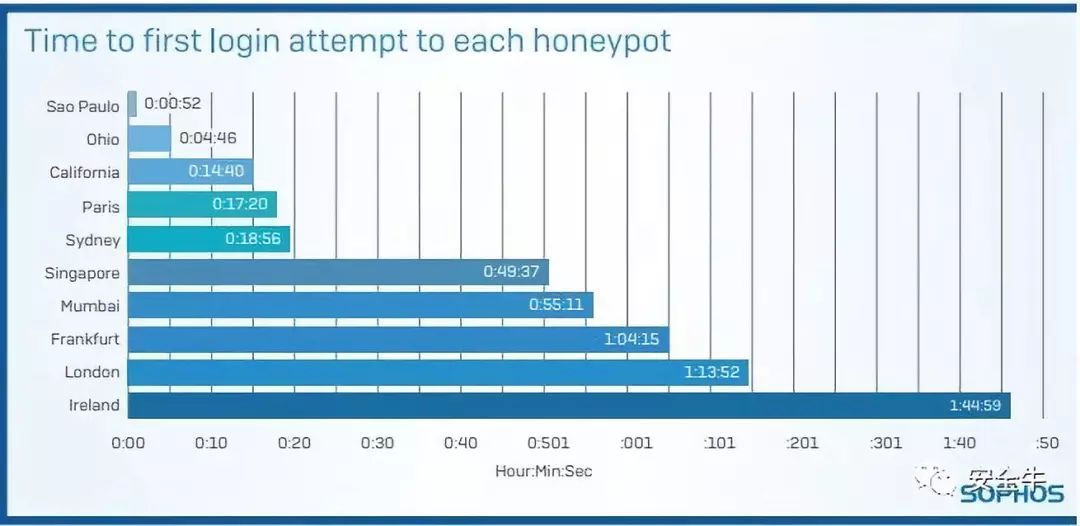 Time to first login attempt to each honeypot
Sao Paulo 0:00:52
Ohio 0:04:46
California 0:14:40
Paris 0:17:20
Sydney 0:18:56
Singapore 0:49:37
Mumbai 0:55:11
Frankfurt 1:04:15
London 1:13:52
Ireland 1:44:59
0:00 0:10 0:20 0:30 0:40 0:501 :001 :101 :201 :301 1:40 :50
Hour:Min:Sec
安全牛
SOPHOS